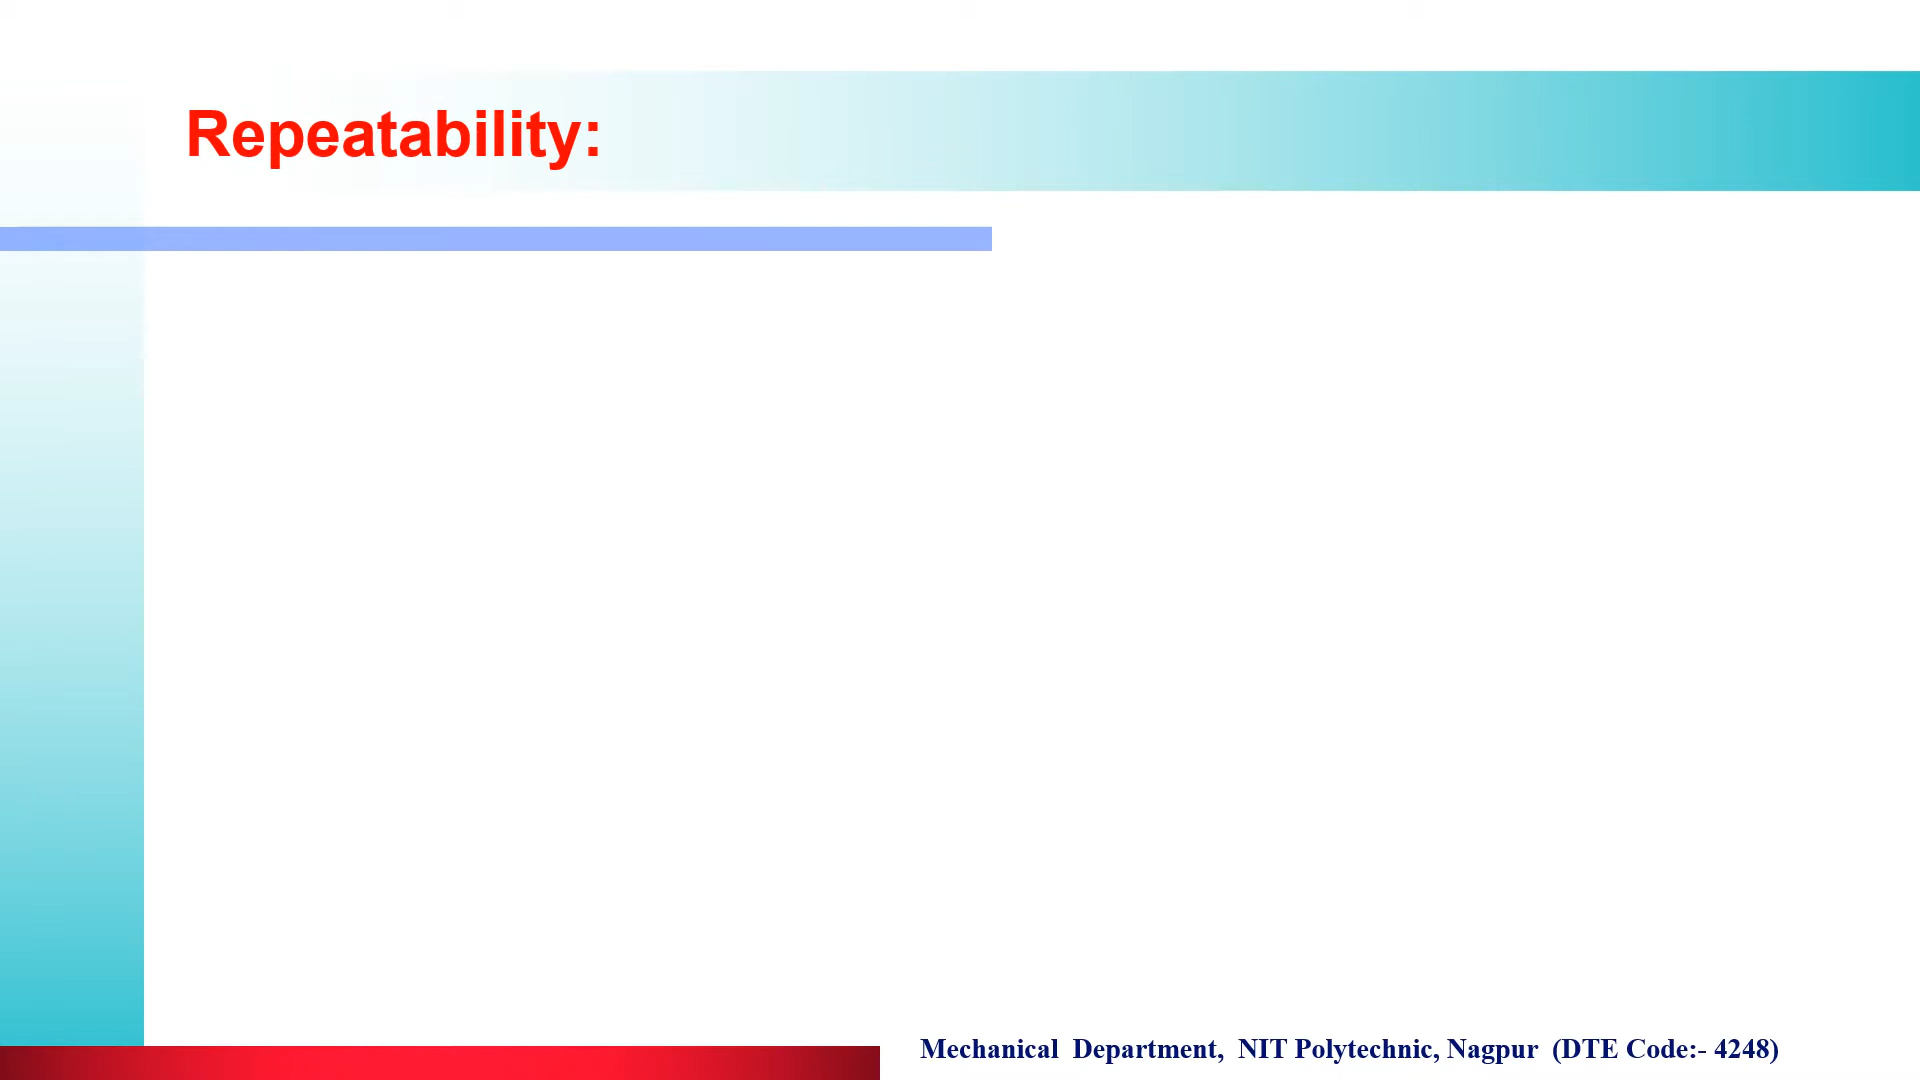 Repeatability:
Mechanical Department, NIT Polytechnic, Nagpur (DTE Code:- 4248)